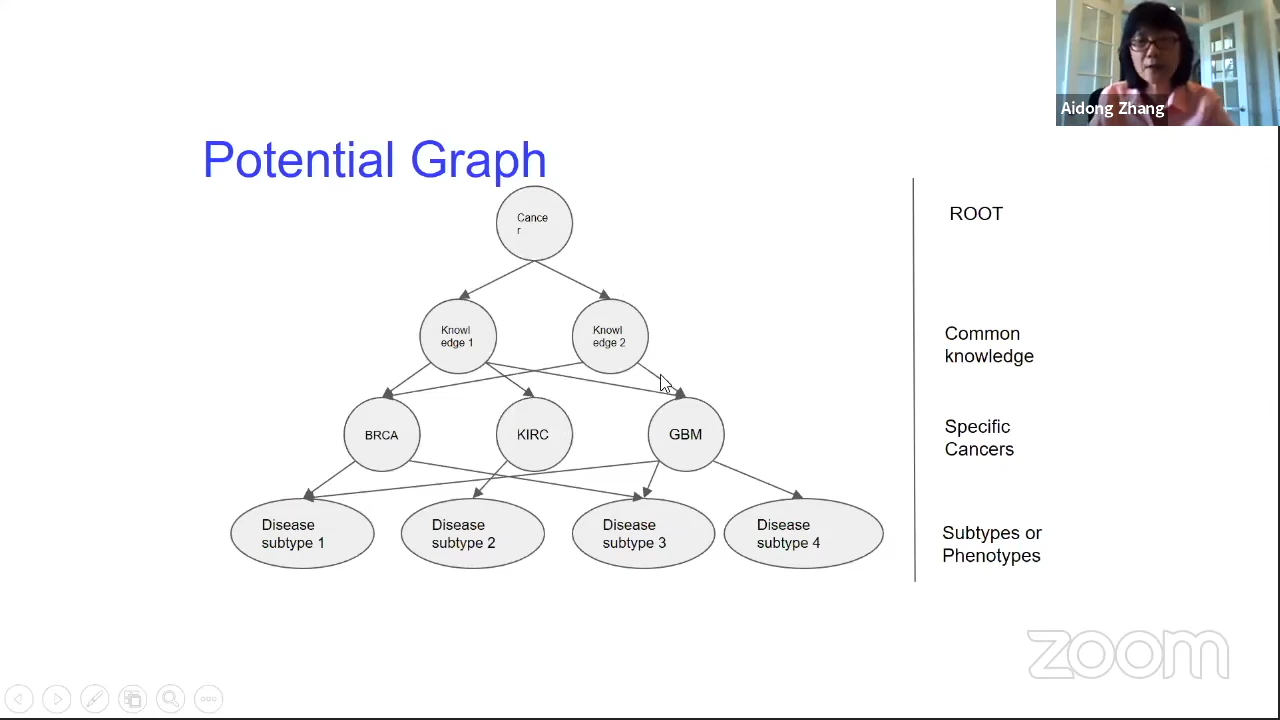 Aidong Zhang
Potential Graph
Cance
r
ROOT
Knowl
edge 1
Knowl
edge 2
Common
knowledge
BRCA
KIRC
GBM
Specific
Cancers
Disease
subtype 1
Disease
subtype 2
Disease
subtype 3
Disease
subtype 4
Subtypes or
Phenotypes
zoom